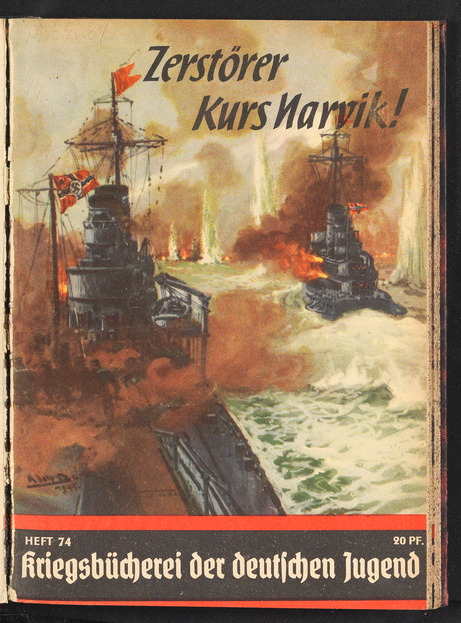 Zerstörer
Kurs Narvik!
HEFT 74
20 PF.
Kriegsbücherei der deutſchen Jugend